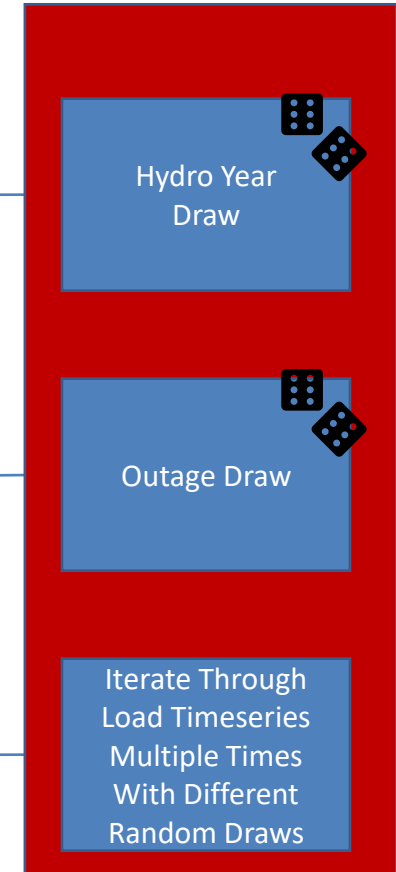 Hydro Year
Draw
Outage Draw
Iterate Through
Load Timeseries
Multiple Times
With Different
Random Draws